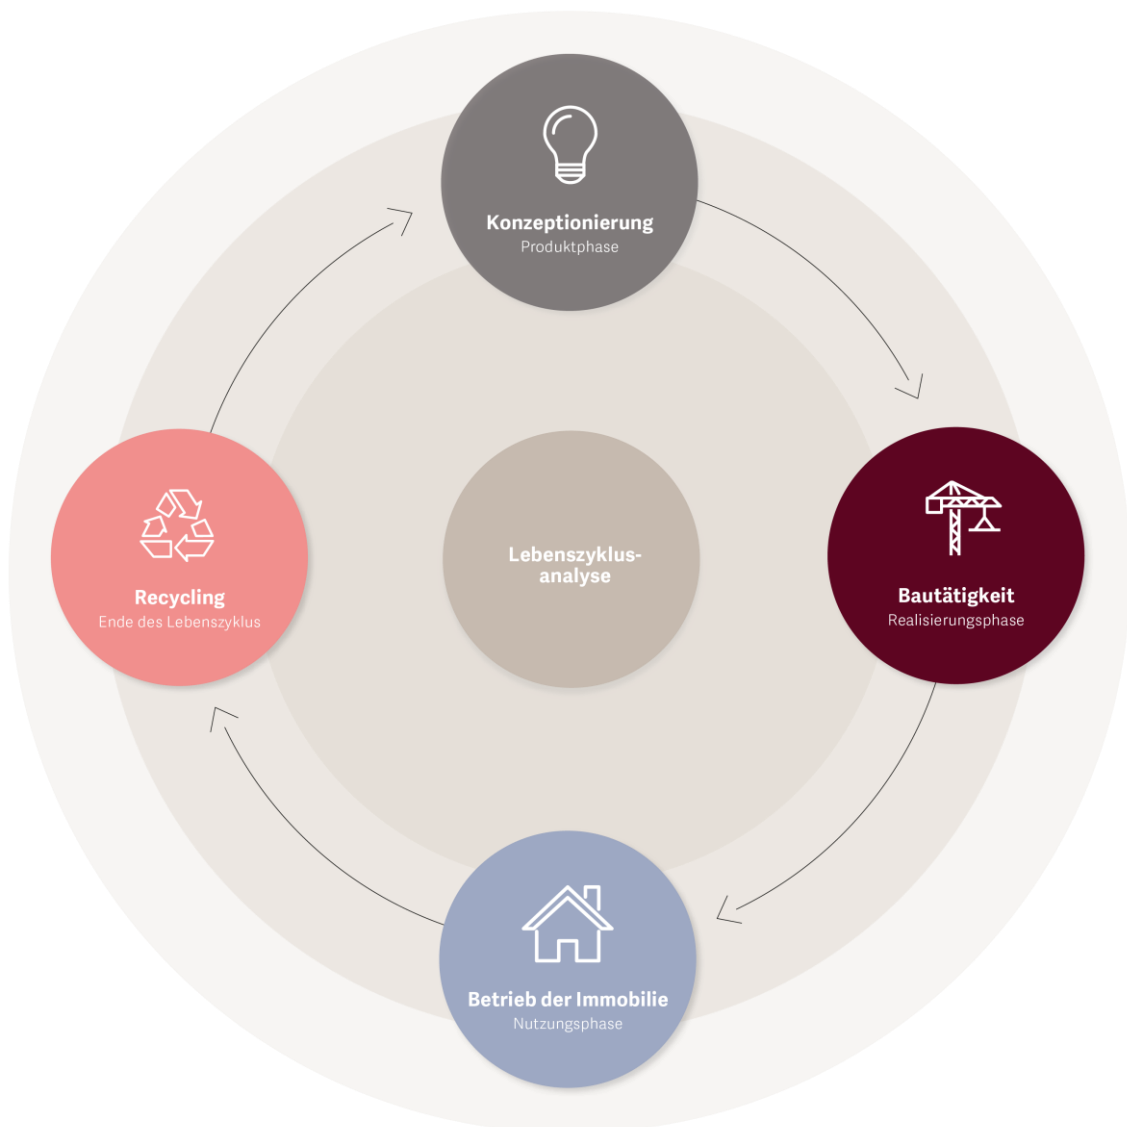 Konzeptionierung
Produktphase
Bautätigkeit
Realisierungsphase
Betrieb der Immobilie
Nutzungsphase
Recycling
Ende des Lebenszyklus
Lebenszyklus-
analyse